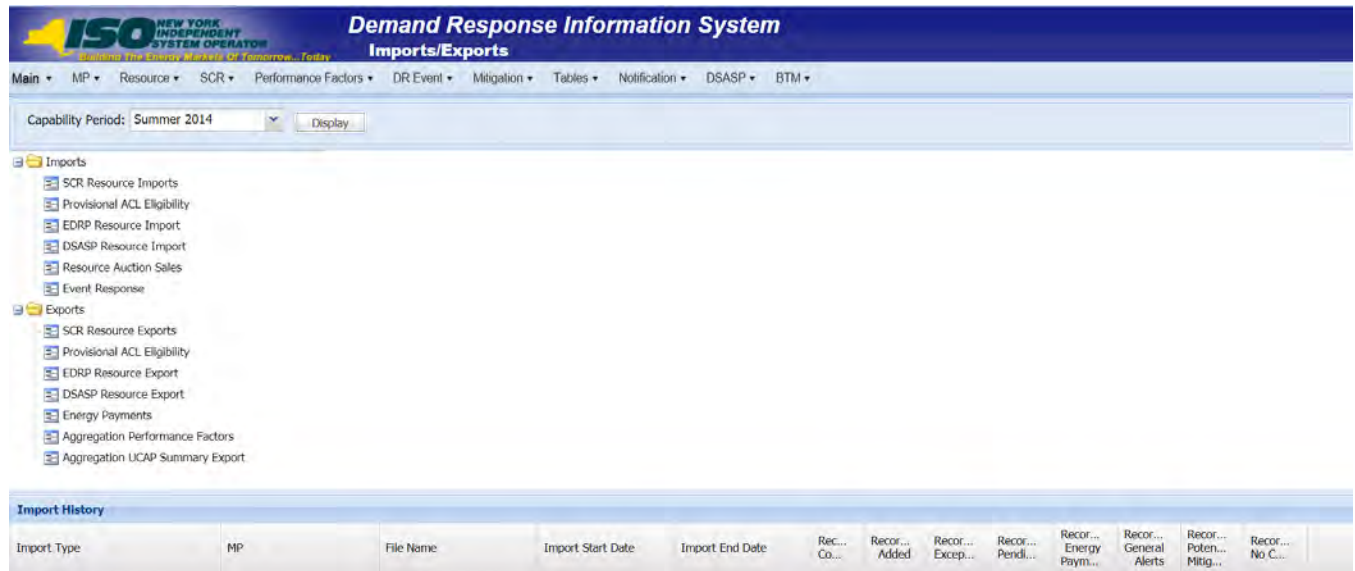 NEW YORK
INDEPENDENT
SYSTEM OPERATOR
ISO
Building The Energy Markets Of Tomorrow...Today
Demand Response Information System
Imports/Exports
Main MP Resource SCR Performance Factors DR Event Mitigation Tables Notification DSASP BTM
Capability Period: Summer 2014 Display
Imports
SCR Resource Imports
Provisional ACL Eligibility
EDRP Resource Import
DSASP Resource Import
Resource Auction Sales
Event Response
Exports
SCR Resource Exports
Provisional ACL Eligibility
EDRP Resource Export
DSASP Resource Export
Energy Payments
Aggregation Performance Factors
Aggregation UCAP Summary Export
Import History
Import Type MP File Name Import Start Date Import End Date Rec... Co... Recor... Added Recor... Excep... Recor... Pendi... Recor... Energy Paym... Recor... General Alerts Recor... Poten... Mitig... Recor... No C...